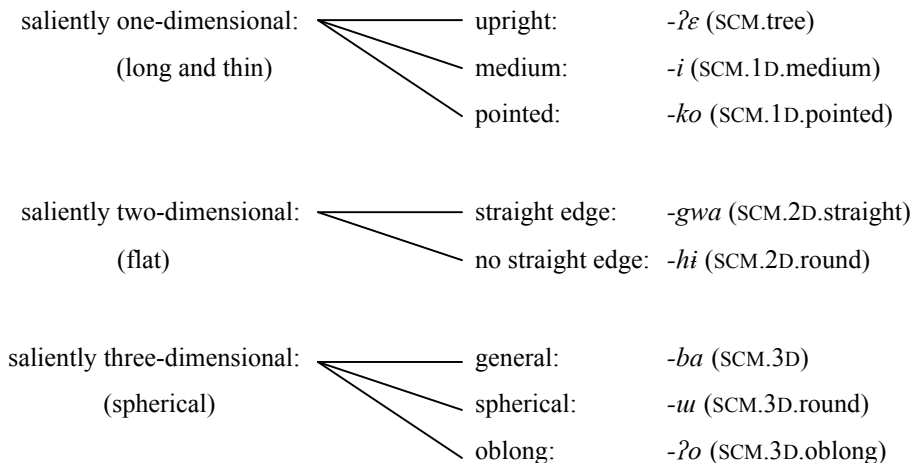 saliently one-dimensional: upright: -ʔɛ (SCM.tree)
(long and thin) medium: -i (SCM.1D.medium)
pointed: -ko (SCM.1D.pointed)
saliently two-dimensional: straight edge: -gwa (SCM.2D.straight)
(flat) no straight edge: -hɨ (SCM.2D.round)
saliently three-dimensional: general: -ba (SCM.3D)
(spherical) spherical: -ɯ (SCM.3D.round)
oblong: -ʔo (SCM.3D.oblong)